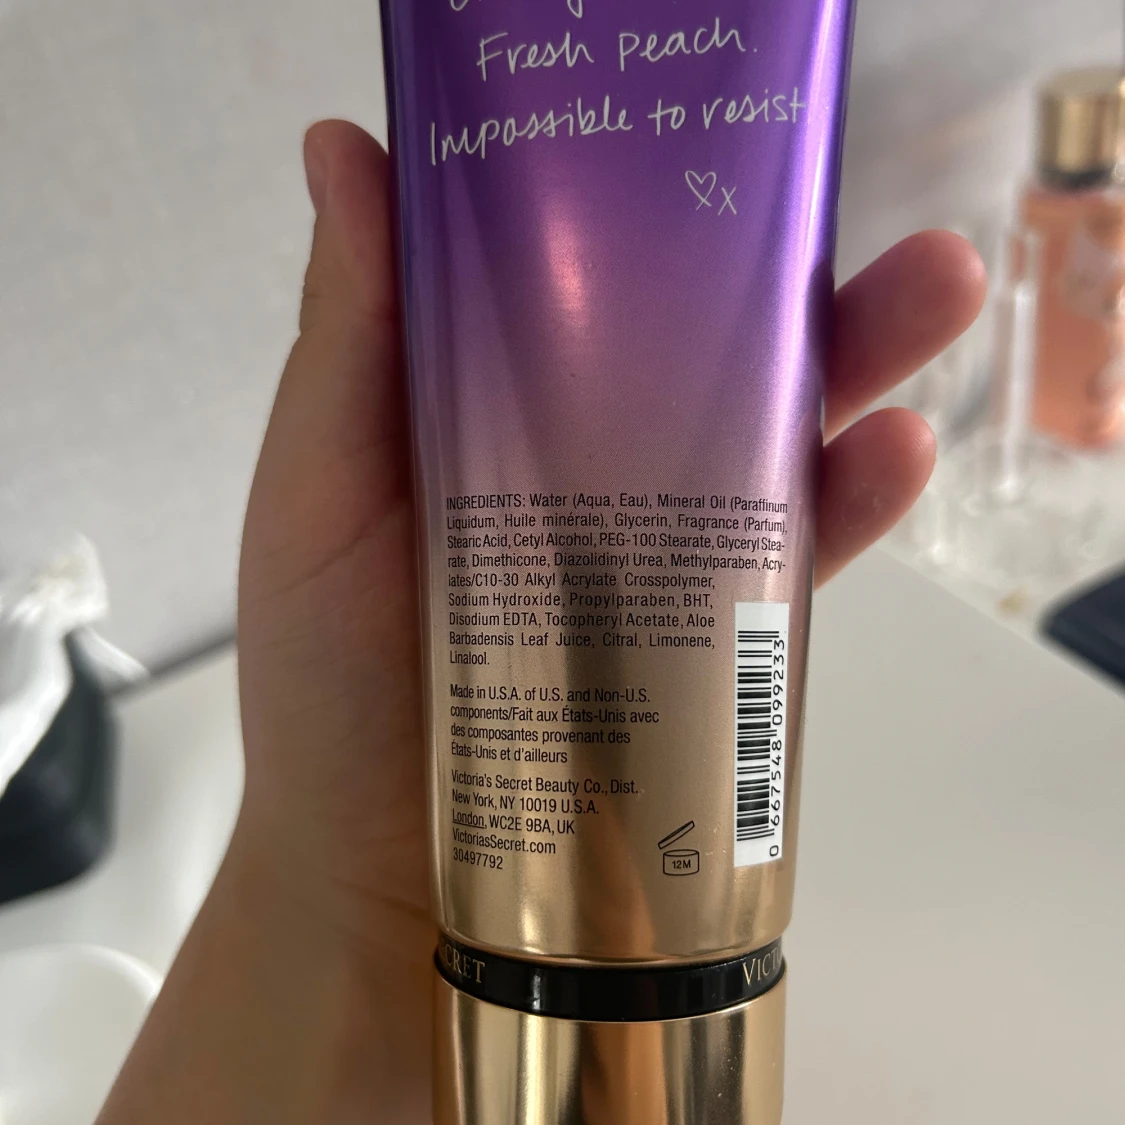 Fresh peach.
Impossible to resist
♡x
INGREDIENTS: Water (Aqua, Eau), Mineral Oil (Paraffinum
Liquidum, Huile minérale), Glycerin, Fragrance (Parfum),
Stearic Acid, Cetyl Alcohol, PEG-100 Stearate, Glyceryl Stea-
rate, Dimethicone, Diazolidinyl Urea, Methylparaben, Acry-
lates/C10-30 Alkyl Acrylate Crosspolymer,
Sodium Hydroxide, Propylparaben, BHT,
Disodium EDTA, Tocopheryl Acetate, Aloe
Barbadensis Leaf Juice, Citral, Limonene,
Linalool.
Made in U.S.A. of U.S. and Non-U.S.
components/Fait aux États-Unis avec
des composantes provenant des
États-Unis et d'ailleurs
Victoria's Secret Beauty Co., Dist.
New York, NY 10019 U.S.A.
London, WC2E 9BA, UK
VictoriasSecret.com
30497792
12M
0 667548 099233
CRET VICT